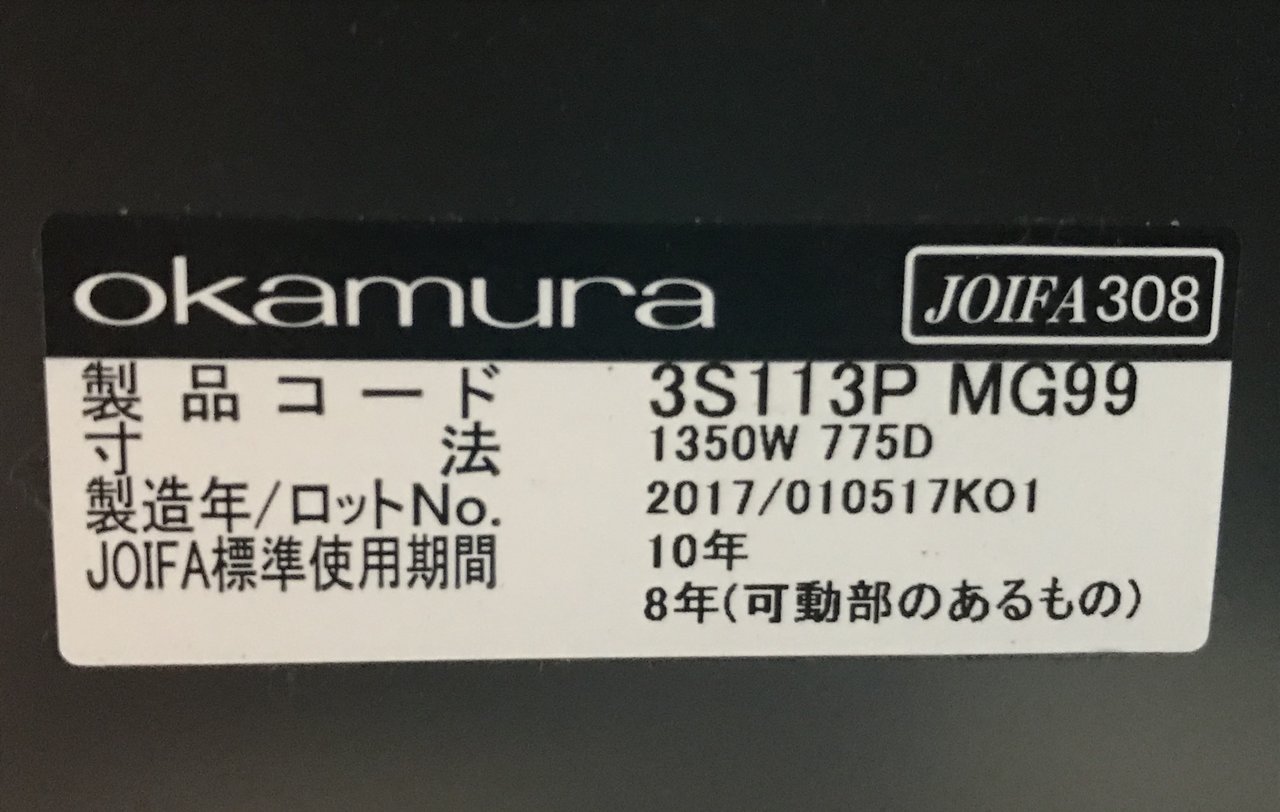 okamura JOIFA308
製品コード 3S113P MG99
寸法 1350W 775D
製造年/ロットNo. 2017/010517KO1
JOIFA標準使用期間 10年
8年(可動部のあるもの)